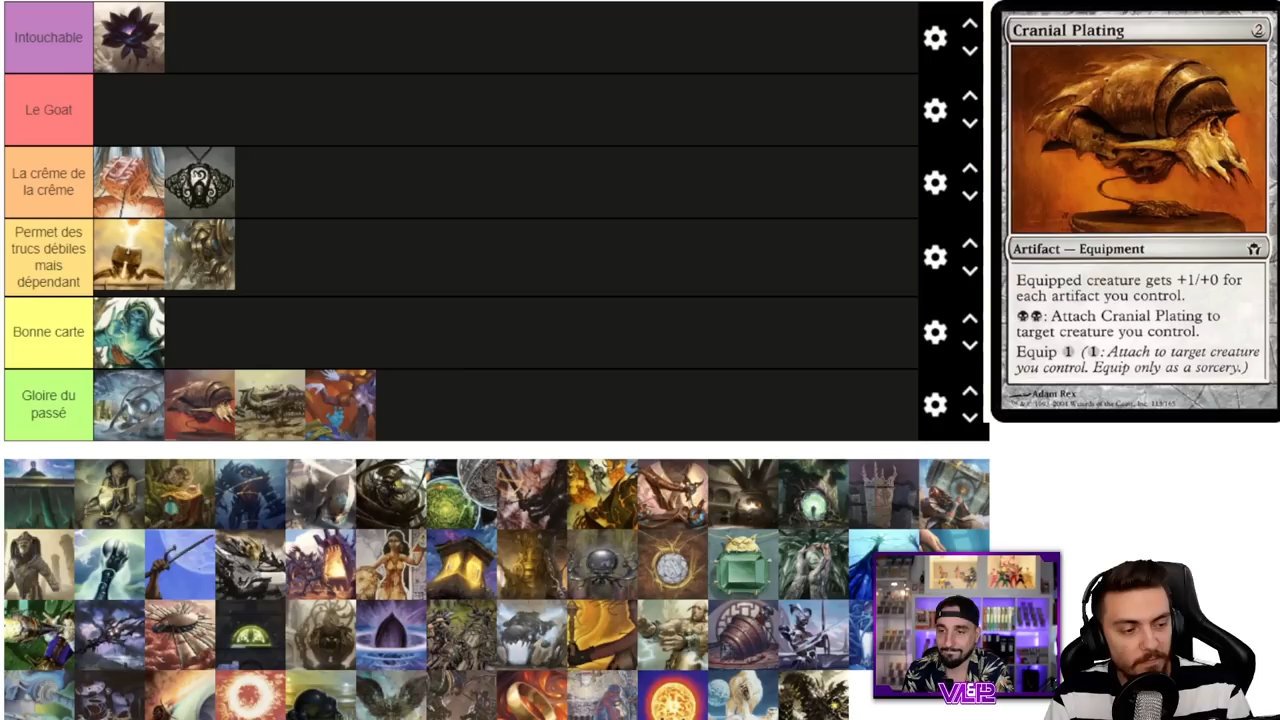 Intouchable
Le Goat
La crême de
la crême
Permet des
trucs débiles
mais
dépendant
Bonne carte
Gloire du
passé
Cranial Plating 2
Artifact — Equipment
Equipped creature gets +1/+0 for
each artifact you control.
: Attach Cranial Plating to
target creature you control.
Equip 1 (1: Attach to target creature
you control. Equip only as a sorcery.)
Adam Rex